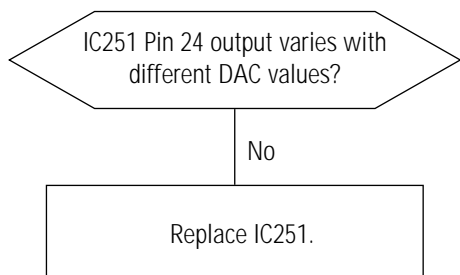 IC251 Pin 24 output varies with
different DAC values?
No
Replace IC251.